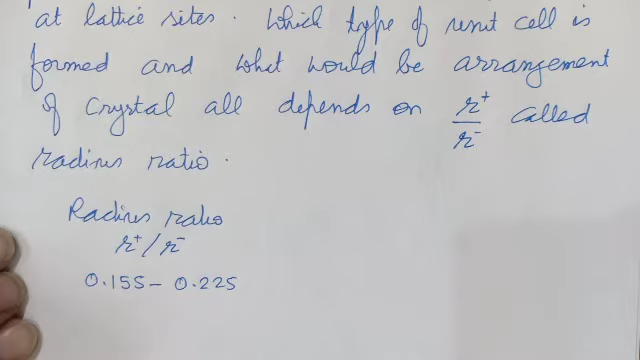 at lattice sites. Which type of unit cell is
formed and what would be arrangement
of crystal all depends on r⁺/r⁻ called
radius ratio.
Radius ratio
r⁺/r⁻
0.155 - 0.225